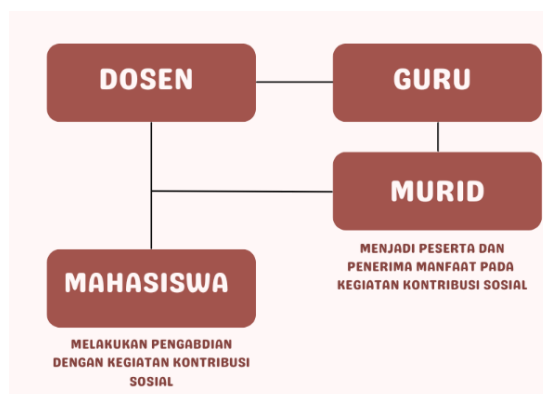 DOSEN
GURU
MURID
MENJADI PESERTA DAN
PENERIMA MANFAAT PADA
KEGIATAN KONTRIBUSI SOSIAL
MAHASISWA
MELAKUKAN PENGABDIAN
DENGAN KEGIATAN KONTRIBUSI
SOSIAL